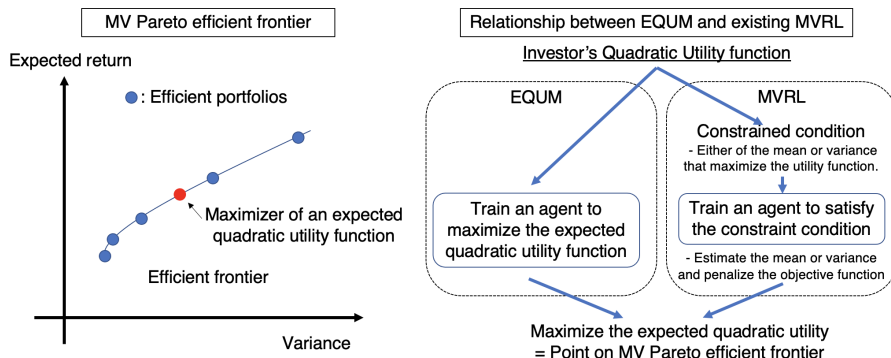 MV Pareto efficient frontier
Expected return
: Efficient portfolios
Maximizer of an expected
quadratic utility function
Efficient frontier
Variance
Relationship between EQUM and existing MVRL
Investor's Quadratic Utility function
EQUM
Train an agent to
maximize the expected
quadratic utility function
MVRL
Constrained condition
- Either of the mean or variance
that maximize the utility function.
Train an agent to satisfy
the constraint condition
- Estimate the mean or variance
and penalize the objective function
Maximize the expected quadratic utility
= Point on MV Pareto efficient frontier